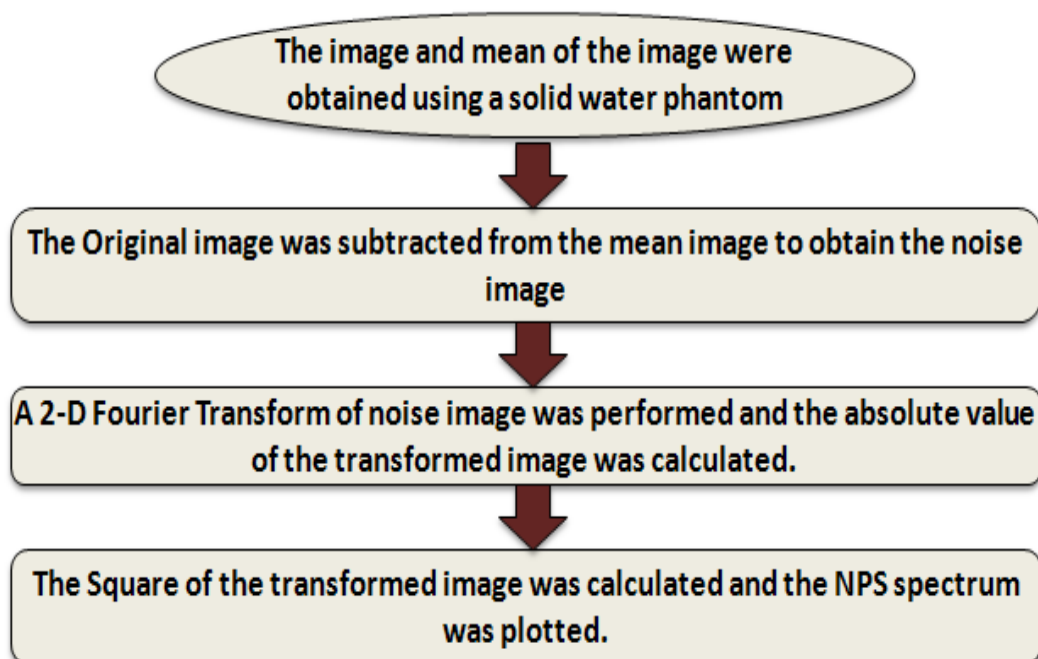 The image and mean of the image were
obtained using a solid water phantom
The Original image was subtracted from the mean image to obtain the noise
image
A 2-D Fourier Transform of noise image was performed and the absolute value
of the transformed image was calculated.
The Square of the transformed image was calculated and the NPS spectrum
was plotted.